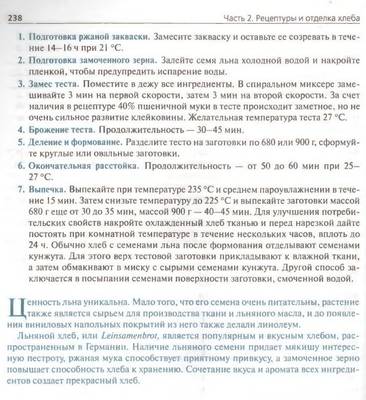 238 Часть 2. Рецептуры и отделка хлеба
1. Подготовка ржаной закваски. Замесите закваску и оставьте ее созревать в тече-
ние 14–16 ч при 21 °C.
2. Подготовка замоченного зерна. Залейте семя льна холодной водой и накройте
пленкой, чтобы предупредить испарение воды.
3. Замес теста. Поместите в дежу все ингредиенты. В спиральном миксере заме-
шивайте 3 мин на первой скорости, затем 3 мин на второй скорости. За счет
наличия в рецептуре 40% пшеничной муки в тесте происходит заметное, но не
очень сильное развитие клейковины. Желательная температура теста 27 °C.
4. Брожение теста. Продолжительность — 30–45 мин.
5. Деление и формование. Разделите тесто на заготовки по 680 или 900 г, сформуй-
те круглые или овальные заготовки.
6. Окончательная расстойка. Продолжительность — от 50 до 60 мин при 25–
27 °C.
7. Выпечка. Выпекайте при температуре 235 °C и среднем пароувлажнении в тече-
ние 15 мин. Затем снизьте температуру до 225 °C и выпекайте заготовки массой
680 г еще от 30 до 35 мин, массой 900 г — 40–45 мин. Для улучшения потреби-
тельских свойств накройте охлажденный хлеб тканью и перед нарезкой дайте
постоять при комнатной температуре в течение нескольких часов, вплоть до
24 ч. Обычно хлеб с семенами льна после формования отделывают семенами
кунжута. Для этого верх тестовой заготовки прикладывают к влажной ткани,
а затем обмакивают в миску с сырыми семенами кунжута. Другой способ за-
ключается в посыпании семенами поверхности заготовки, смоченной водой.
Ценность льна уникальна. Мало того, что его семена очень питательны, растение
также является сырьем для производства ткани и льняного масла, а до появления
виниловых напольных покрытий из него также делали линолеум.
Льняной хлеб, или Leinsamenbrot, является популярным и вкусным хлебом, рас-
пространенным в Германии. Наличие льняного семени придает мякишу интерес-
ную пестроту, ржаная мука способствует приятному привкусу, а замоченное зерно
повышает способность хлеба к хранению. Сочетание вкуса и аромата всех ингреди-
ентов создает прекрасный хлеб.